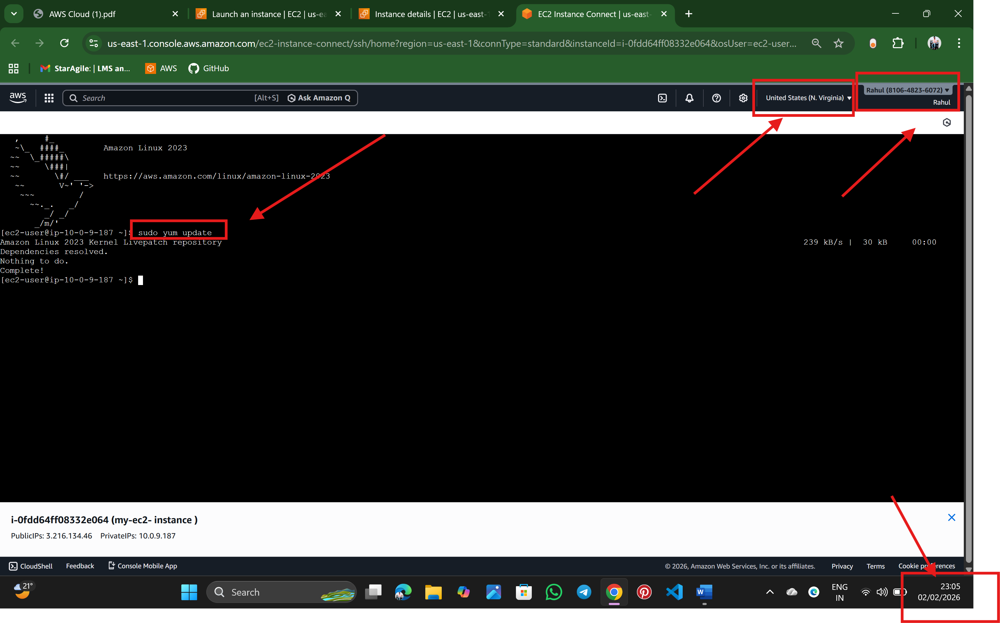 AWS Cloud (1).pdf
Launch an instance | EC2 | us-ea
Instance details | EC2 | us-east-1
EC2 Instance Connect | us-east-
us-east-1.console.aws.amazon.com/ec2-instance-connect/ssh/home?region=us-east-1&connType=standard&instanceId=i-0fdd64ff08332e064&osUser=ec2-user...
StarAgile: | LMS an...
AWS
GitHub
aws
Search
[Alt+S]
Ask Amazon Q
United States (N. Virginia)
Rahul (8106-4823-6072)
Rahul
   ,     #_
   ~\_  ####_        Amazon Linux 2023
  ~~  \_#####\
  ~~     \###|
  ~~       \#/ ___   https://aws.amazon.com/linux/amazon-linux-2023
   ~~       V~' '->
    ~~~         /
      ~~._.   _/
         _/ _/
       _/m/'
[ec2-user@ip-10-0-9-187 ~]$ sudo yum update
Amazon Linux 2023 Kernel Livepatch repository 239 kB/s | 30 kB 00:00
Dependencies resolved.
Nothing to do.
Complete!
[ec2-user@ip-10-0-9-187 ~]$
i-0fdd64ff08332e064 (my-ec2- instance )
PublicIPs: 3.216.134.46 PrivateIPs: 10.0.9.187
CloudShell
Feedback
Console Mobile App
© 2026, Amazon Web Services, Inc. or its affiliates.
Privacy
Terms
Cookie preferences
21°
Search
ENG
IN
23:05
02/02/2026